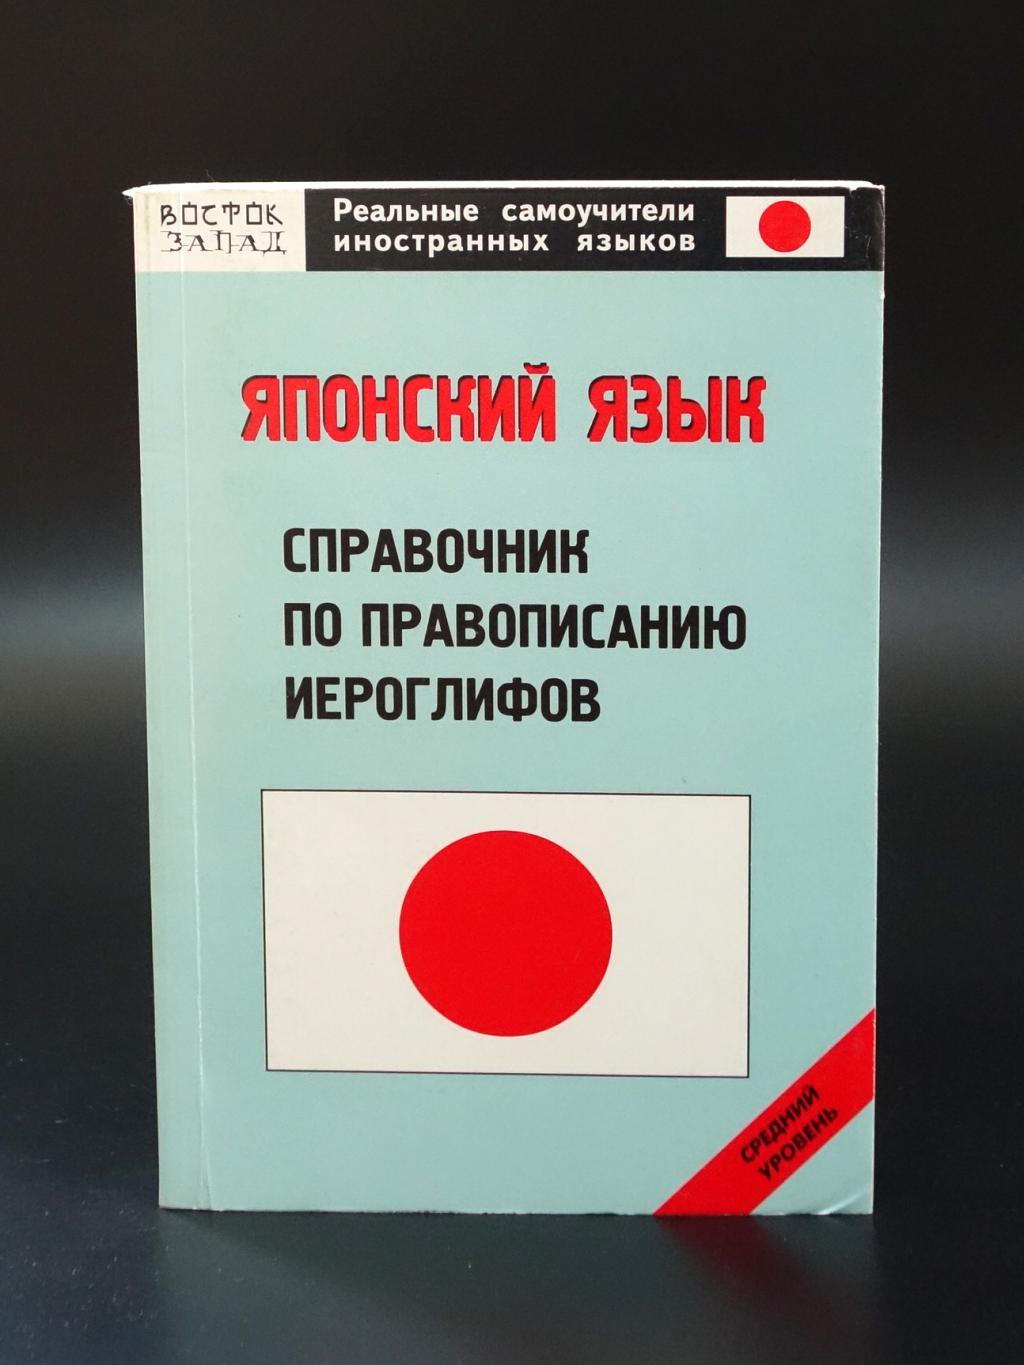 ВОСТОК
ЗАПАД
Реальные самоучители
иностранных языков
ЯПОНСКИЙ ЯЗЫК
СПРАВОЧНИК
ПО ПРАВОПИСАНИЮ
ИЕРОГЛИФОВ
СРЕДНИЙ
УРОВЕНЬ